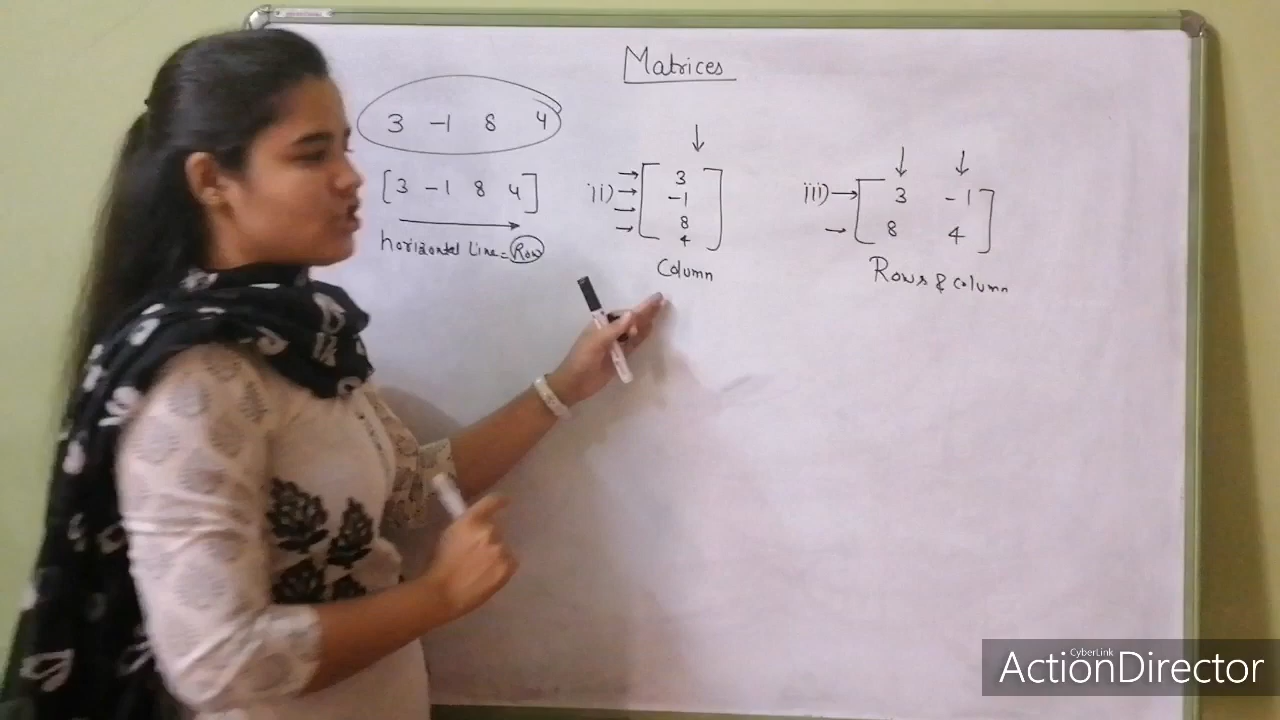 Matrices
3 -1 8 4
[3 -1 8 4]
horizontal line = Row
ii) 3
-1
8
4
Column
iii) 3 -1
8 4
Rows & column
CyberLink
ActionDirector